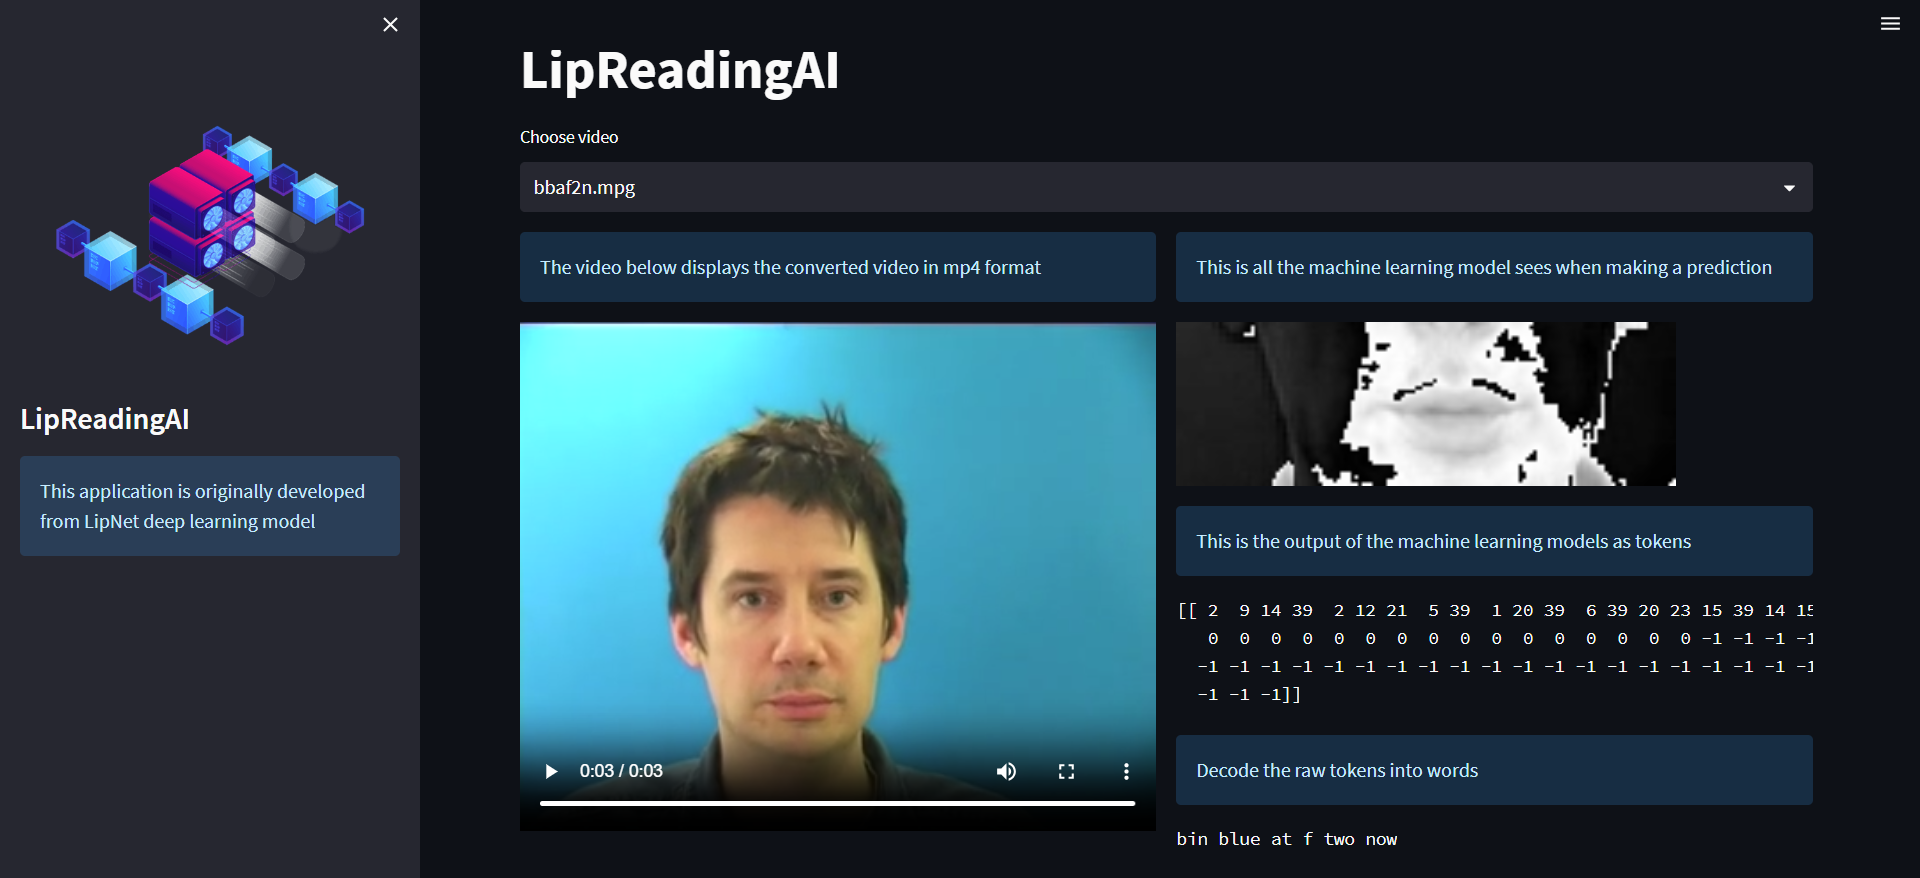 LipReadingAI
This application is originally developed
from LipNet deep learning model
LipReadingAI
Choose video
bbaf2n.mpg
The video below displays the converted video in mp4 format
0:03 / 0:03
This is all the machine learning model sees when making a prediction
This is the output of the machine learning models as tokens
[[ 2 9 14 39 2 12 21 5 39 1 20 39 6 39 20 23 15 39 14 15
0 0 0 0 0 0 0 0 0 0 0 0 0 0 0 0 -1 -1 -1 -1
-1 -1 -1 -1 -1 -1 -1 -1 -1 -1 -1 -1 -1 -1 -1 -1 -1 -1 -1 -1
-1 -1 -1]]
Decode the raw tokens into words
bin blue at f two now